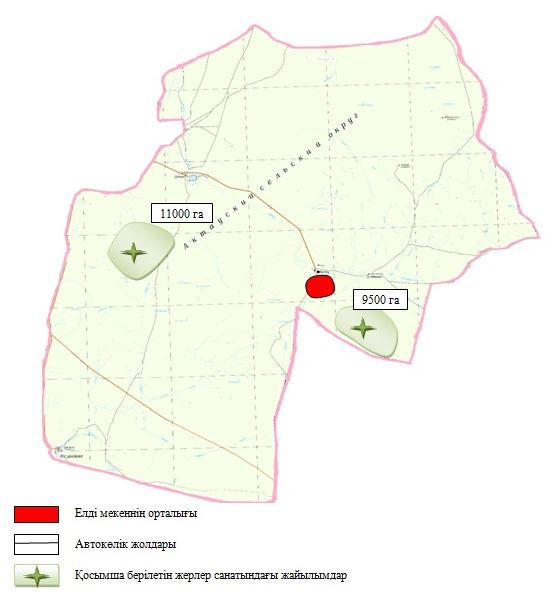 11000 га
Актауский сельский округ
9500 га
Елді мекеннің орталығы
Автокөлік жолдары
Қосымша берілетін жерлер санатындағы жайылымдар